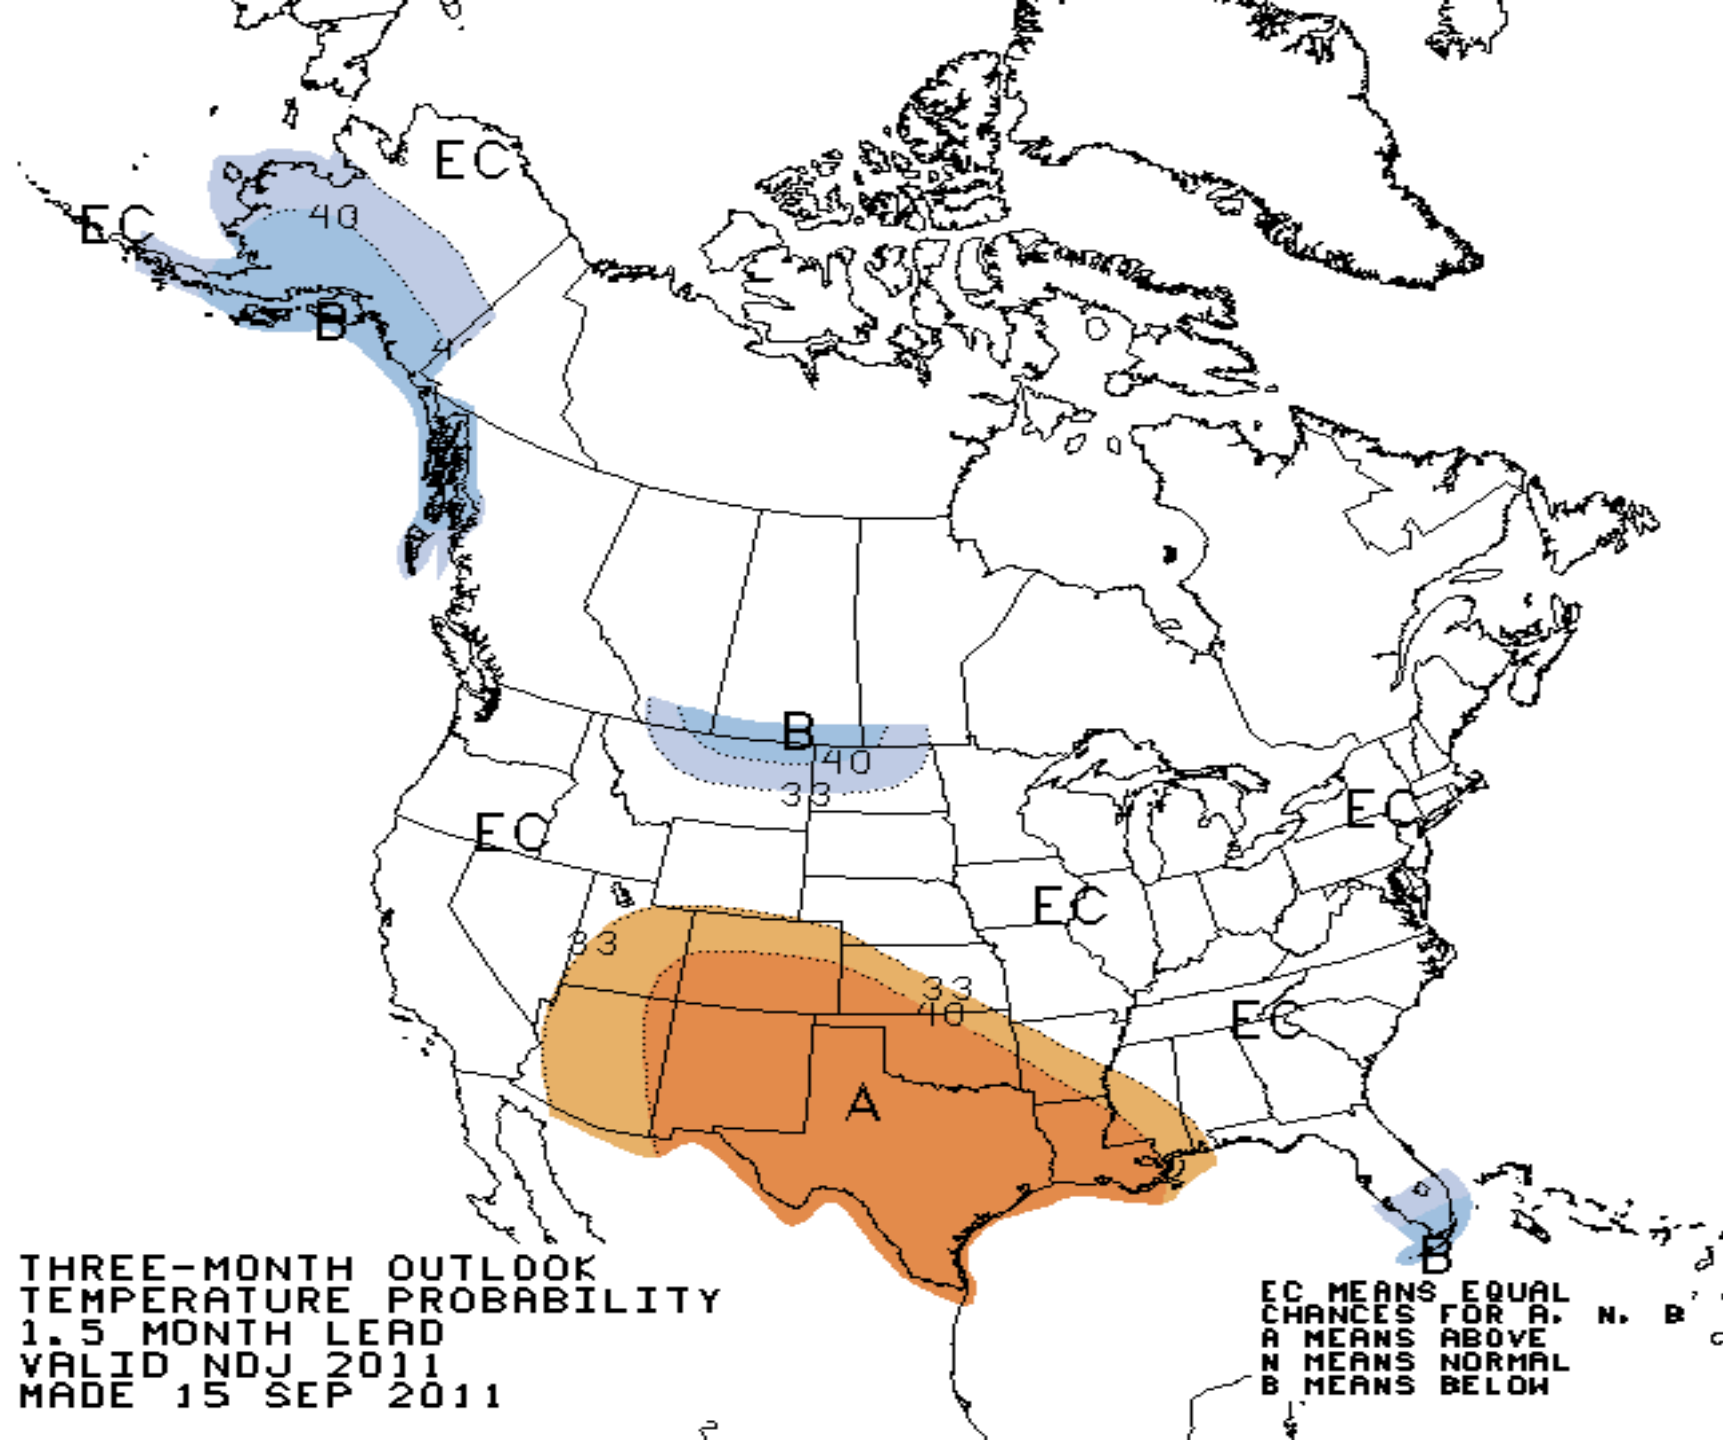 EC
EC
40
B
4
B
40
33
EC
EC
EC
33
33
40
EC
A
B
THREE-MONTH OUTLOOK
TEMPERATURE PROBABILITY
1.5 MONTH LEAD
VALID NDJ 2011
MADE 15 SEP 2011
EC MEANS EQUAL
CHANCES FOR A, N, B
A MEANS ABOVE
N MEANS NORMAL
B MEANS BELOW